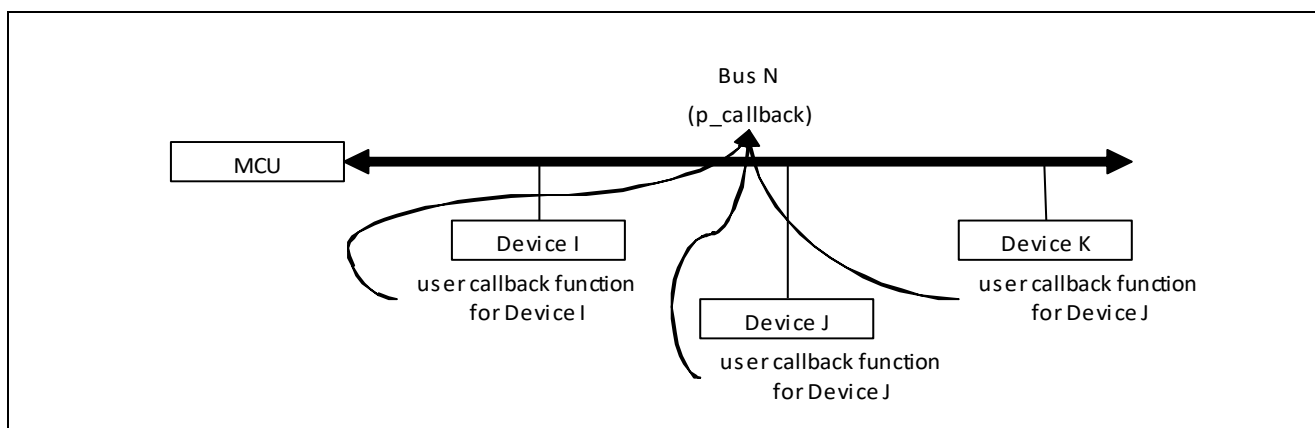 Bus N
(p_callback)
MCU
Device I
user callback function
for Device I
Device J
user callback function
for Device J
Device K
user callback function
for Device J